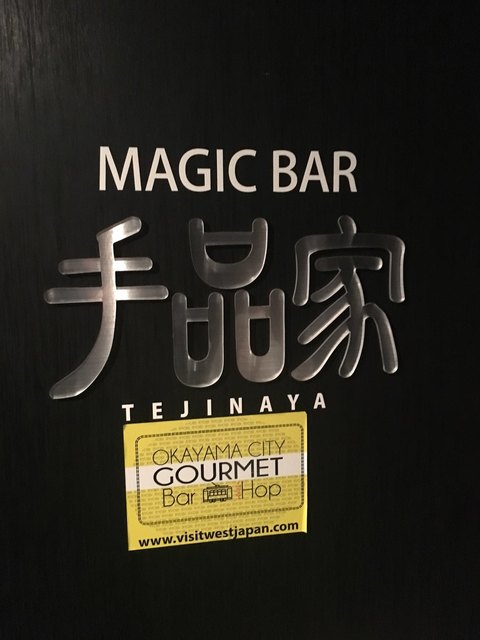 MAGIC BAR
手品家
TEJINAYA
OKAYAMA CITY
GOURMET
Bar Hop
www.visitwestjapan.com